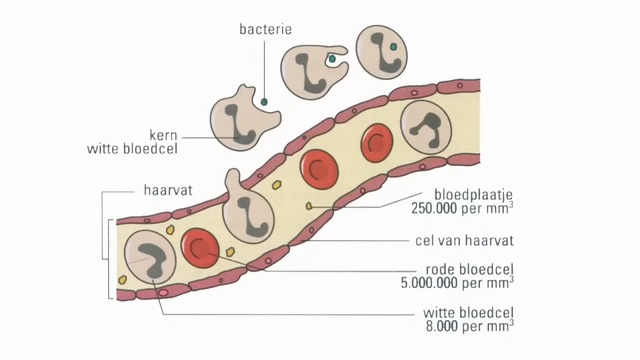 bacterie
kern
witte bloedcel
haarvat
bloedplaatje
250.000 per mm³
cel van haarvat
rode bloedcel
5.000.000 per mm³
witte bloedcel
8.000 per mm³